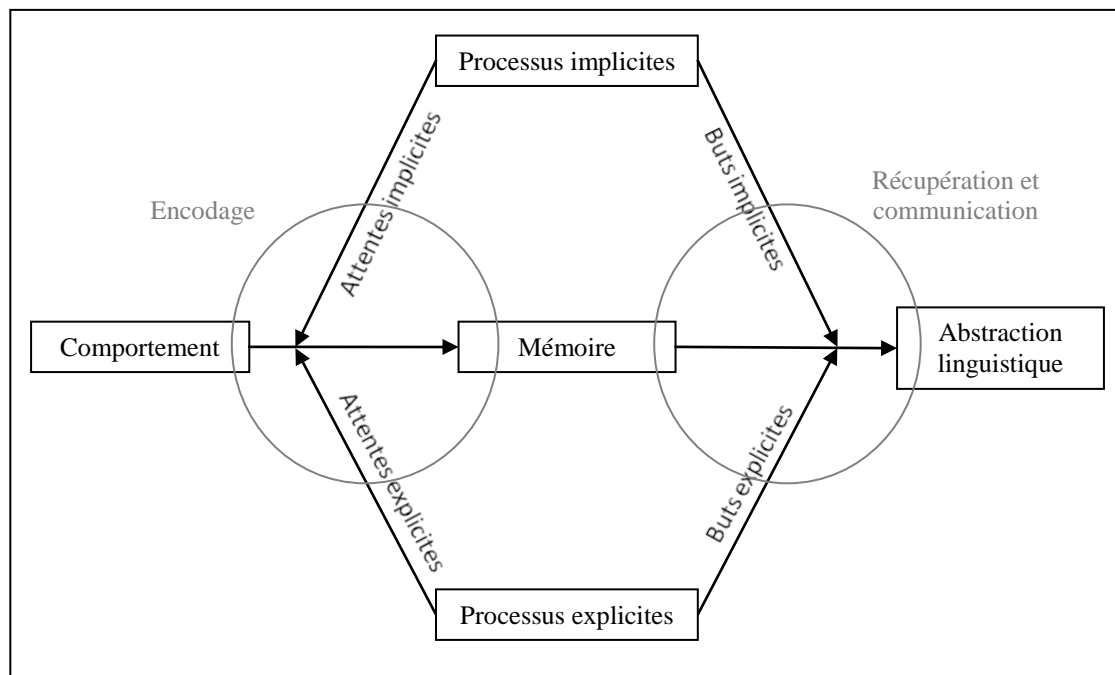 Processus implicites
Attentes implicites
Buts implicites
Encodage
Récupération et
communication
Comportement
Mémoire
Abstraction
linguistique
Attentes explicites
Buts explicites
Processus explicites